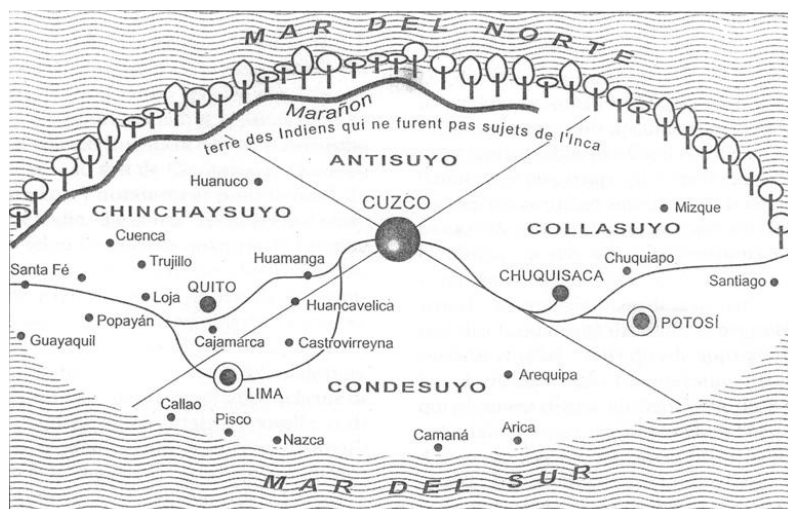 MAR DEL NORTE
Marañon
terre des Indiens qui ne furent pas sujets de l'Inca
ANTISUYO
Huanuco
CUZCO
CHINCHAYSUYO
Mizque
COLLASUYO
Cuenca
Trujillo
Huamanga
Chuquiapo
Santa Fé
QUITO
CHUQUISACA
Santiago
Loja
Huancavelica
Popayán
POTOSÍ
Guayaquil
Cajamarca
Castrovirreyna
LIMA
CONDESUYO
Arequipa
Callao
Pisco
Nazca
Camaná
Arica
MAR DEL SUR